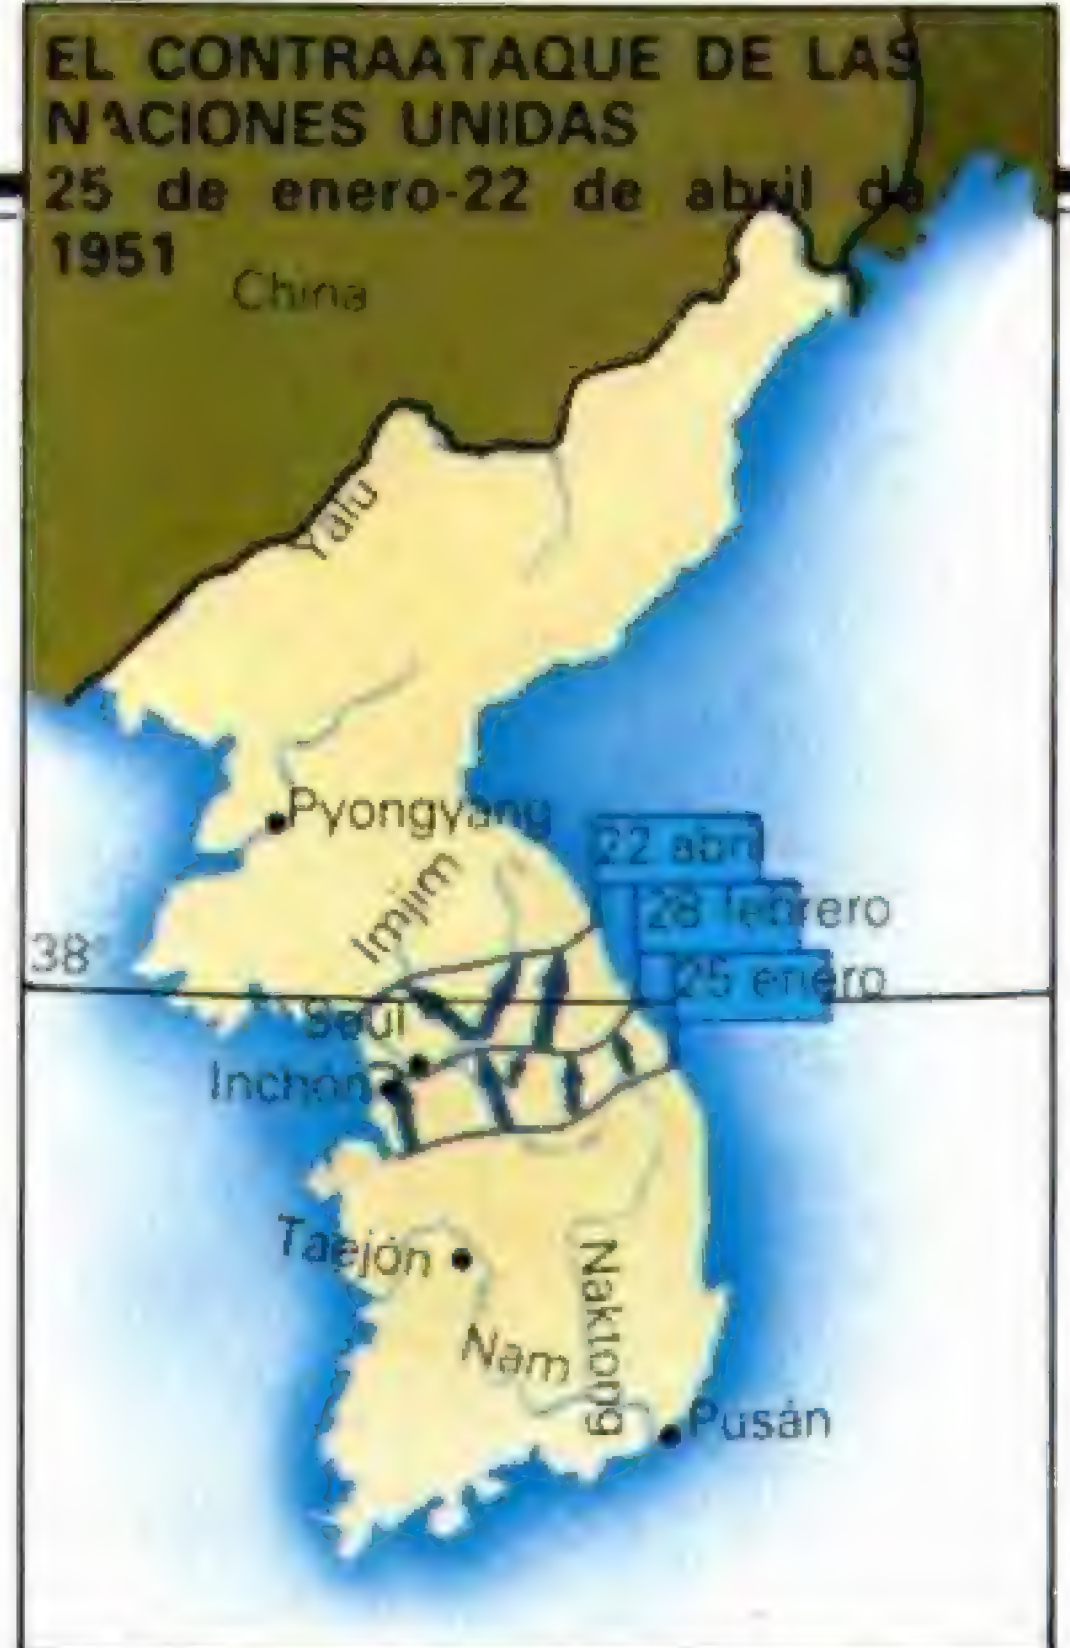 EL CONTRAATAQUE DE LAS
NACIONES UNIDAS
25 de enero-22 de abril de
1951
China
Yalu
Pyongyang
22 abril
Imjim
28 febrero
38°
25 enero
Seúl
Inchon
Taejón
Naktong
Nam
Pusán